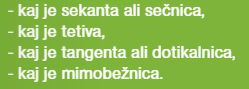 - kaj je sekanta ali sečnica,
- kaj je tetiva,
- kaj je tangenta ali dotikalnica,
- kaj je mimobežnica.